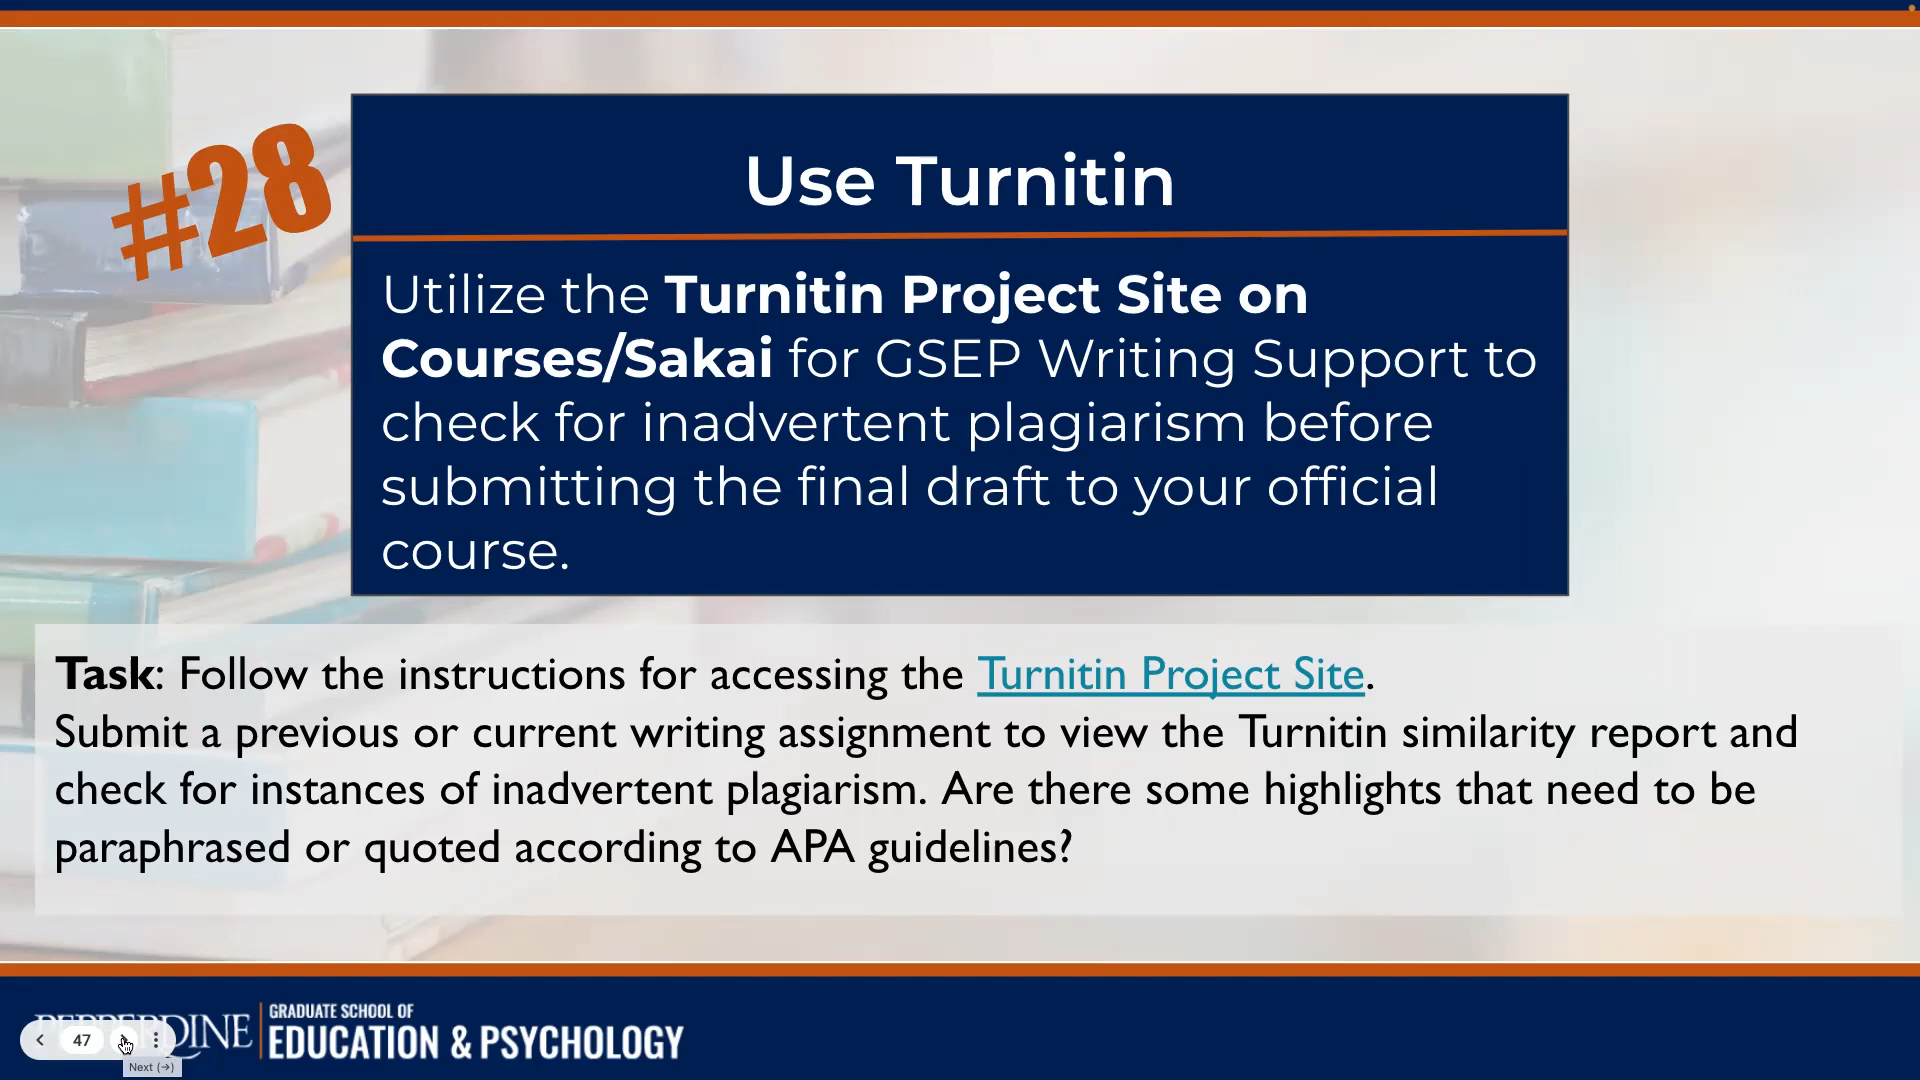 #28
Use Turnitin
Utilize the Turnitin Project Site on
Courses/Sakai for GSEP Writing Support to
check for inadvertent plagiarism before
submitting the final draft to your official
course.
Task: Follow the instructions for accessing the Turnitin Project Site.
Submit a previous or current writing assignment to view the Turnitin similarity report and
check for instances of inadvertent plagiarism. Are there some highlights that need to be
paraphrased or quoted according to APA guidelines?
PEPPERDINE
GRADUATE SCHOOL OF
EDUCATION & PSYCHOLOGY
47
Next (→)